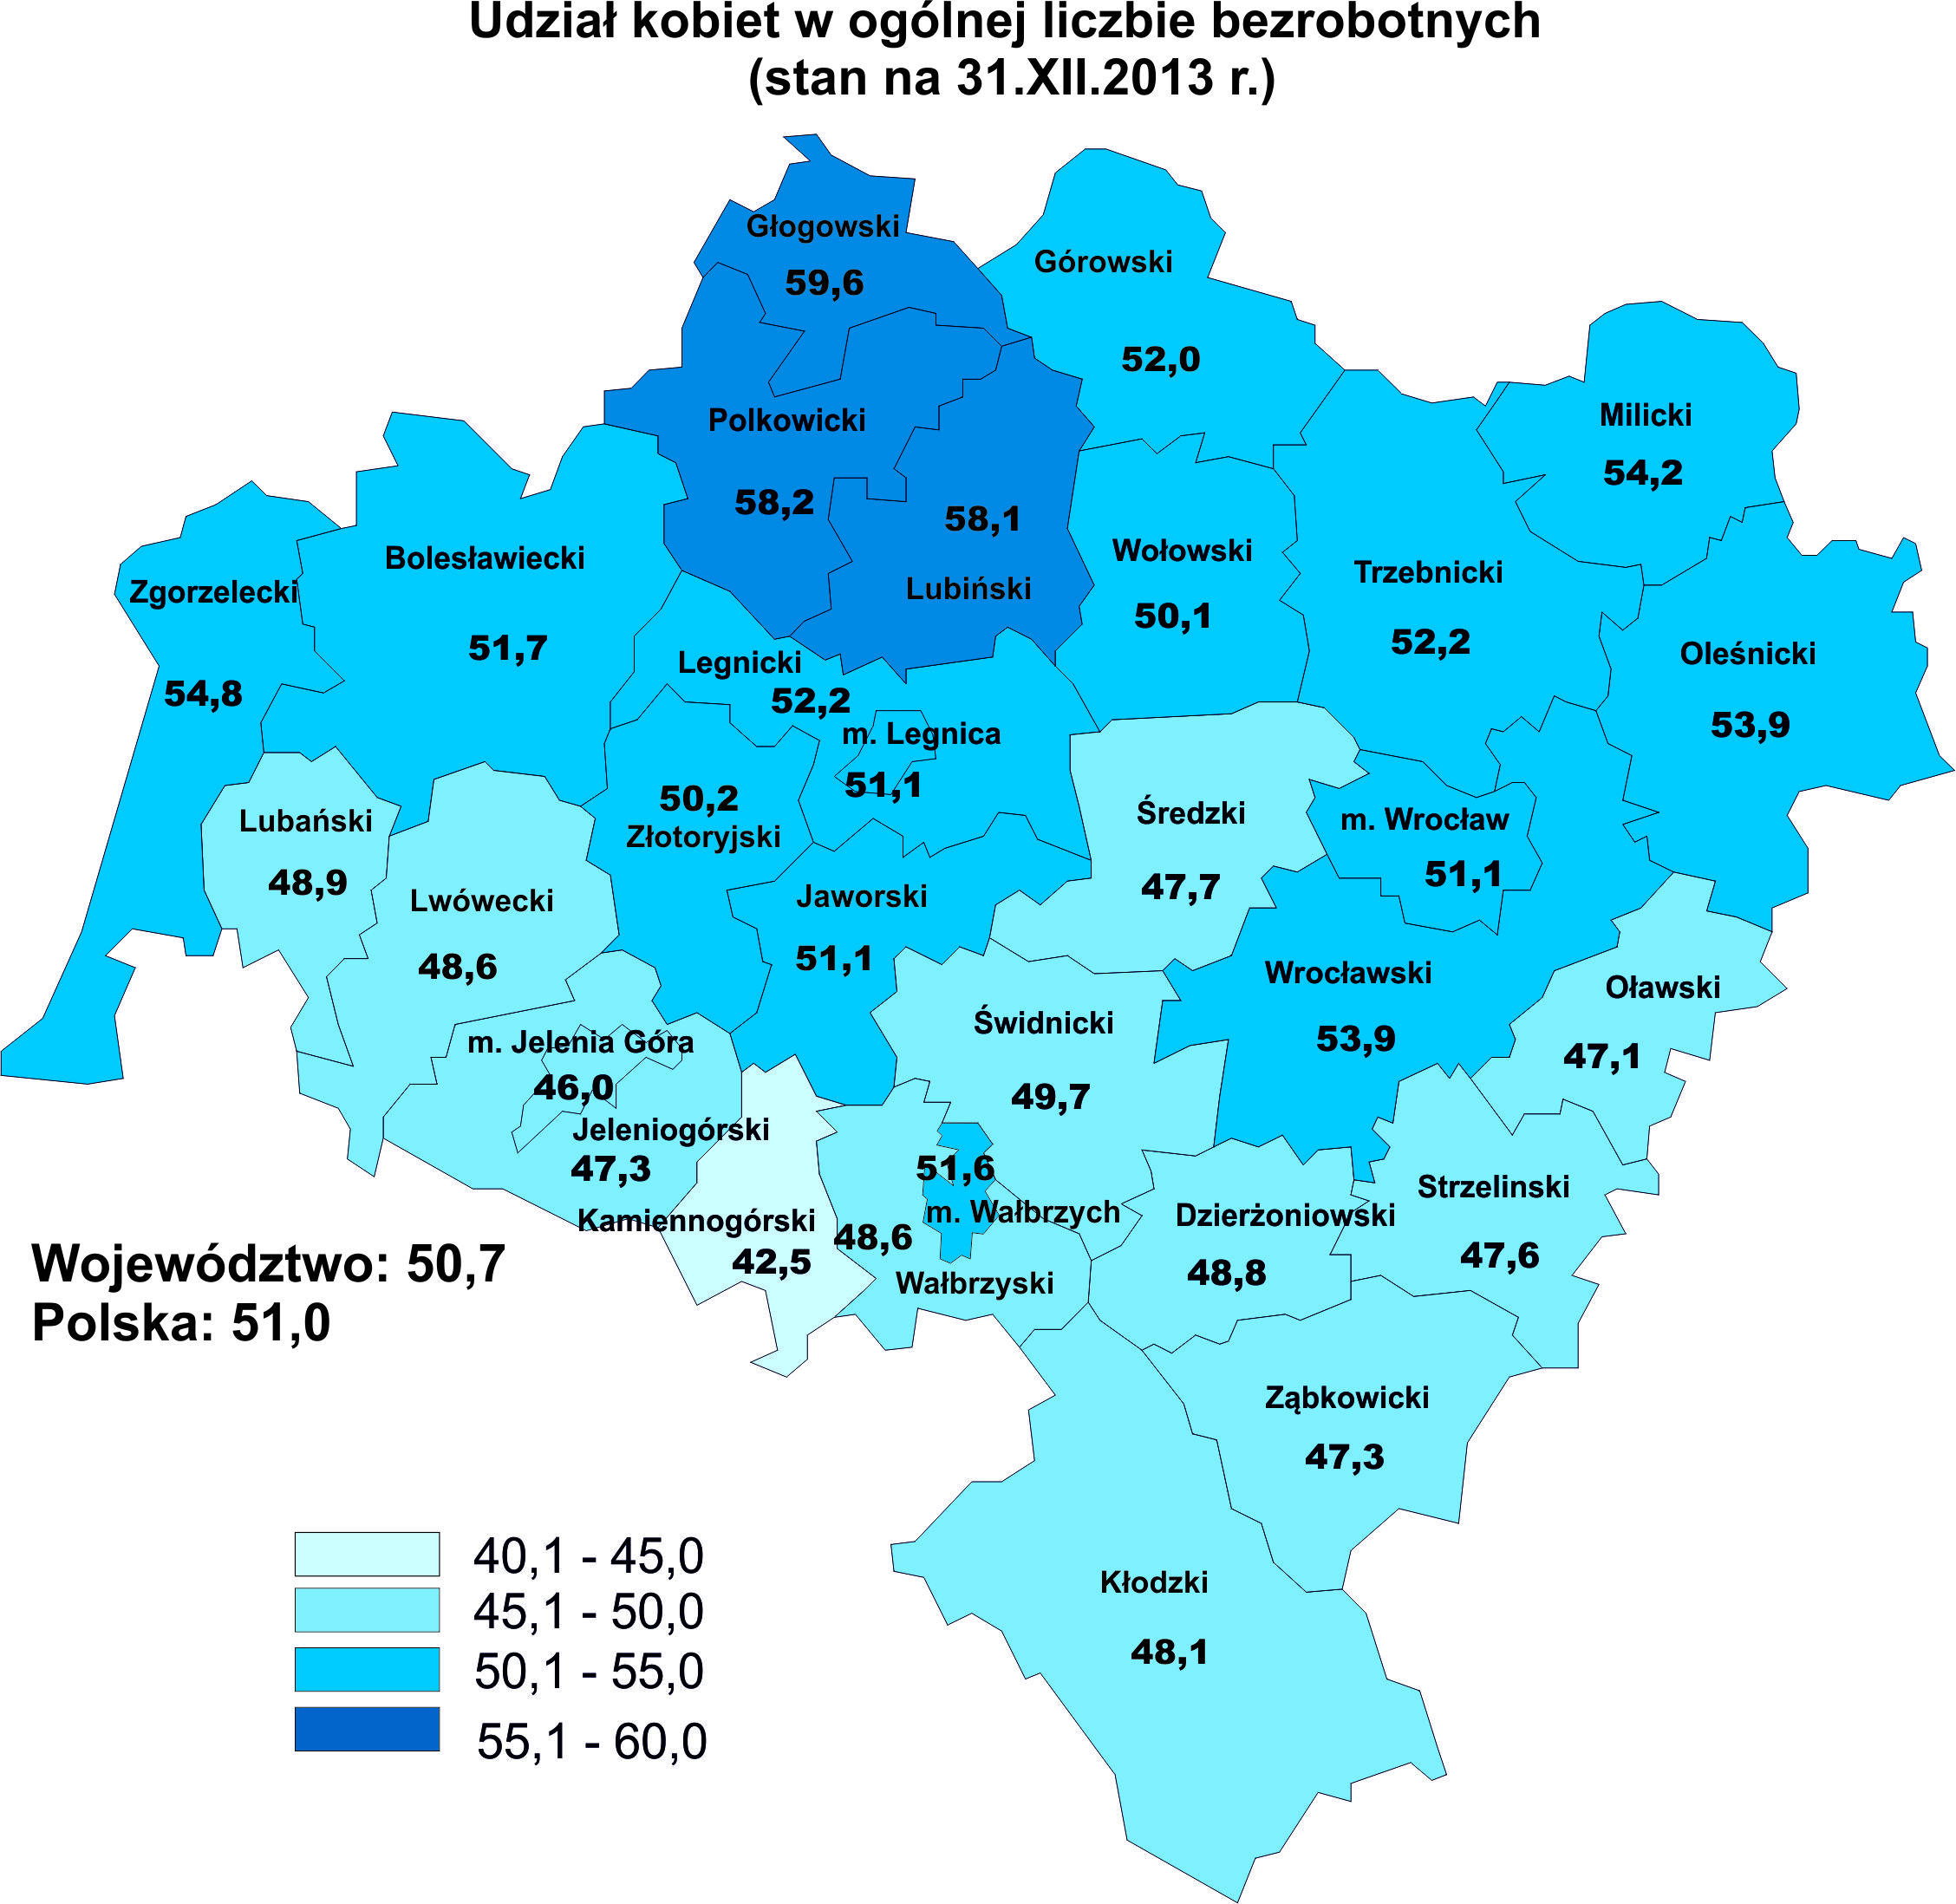 Udział kobiet w ogólnej liczbie bezrobotnych
(stan na 31.XII.2013 r.)
Głogowski
59,6
Górowski
52,0
Polkowicki
58,2
58,1
Lubiński
Milicki
54,2
Bolesławiecki
51,7
Zgorzelecki
54,8
Wołowski
50,1
Trzebnicki
52,2
Oleśnicki
53,9
Legnicki
52,2
m. Legnica
51,1
50,2
Złotoryjski
Lubański
48,9
Lwówecki
48,6
Jaworski
51,1
Średzki
47,7
m. Wrocław
51,1
Wrocławski
53,9
Oławski
47,1
Świdnicki
49,7
m. Jelenia Góra
46,0
Jeleniogórski
47,3
Kamiennogórski
42,5
51,6
m. Wałbrzych
48,6
Wałbrzyski
Dzierżoniowski
48,8
Strzelinski
47,6
Województwo: 50,7
Polska: 51,0
Ząbkowicki
47,3
Kłodzki
48,1
40,1 - 45,0
45,1 - 50,0
50,1 - 55,0
55,1 - 60,0